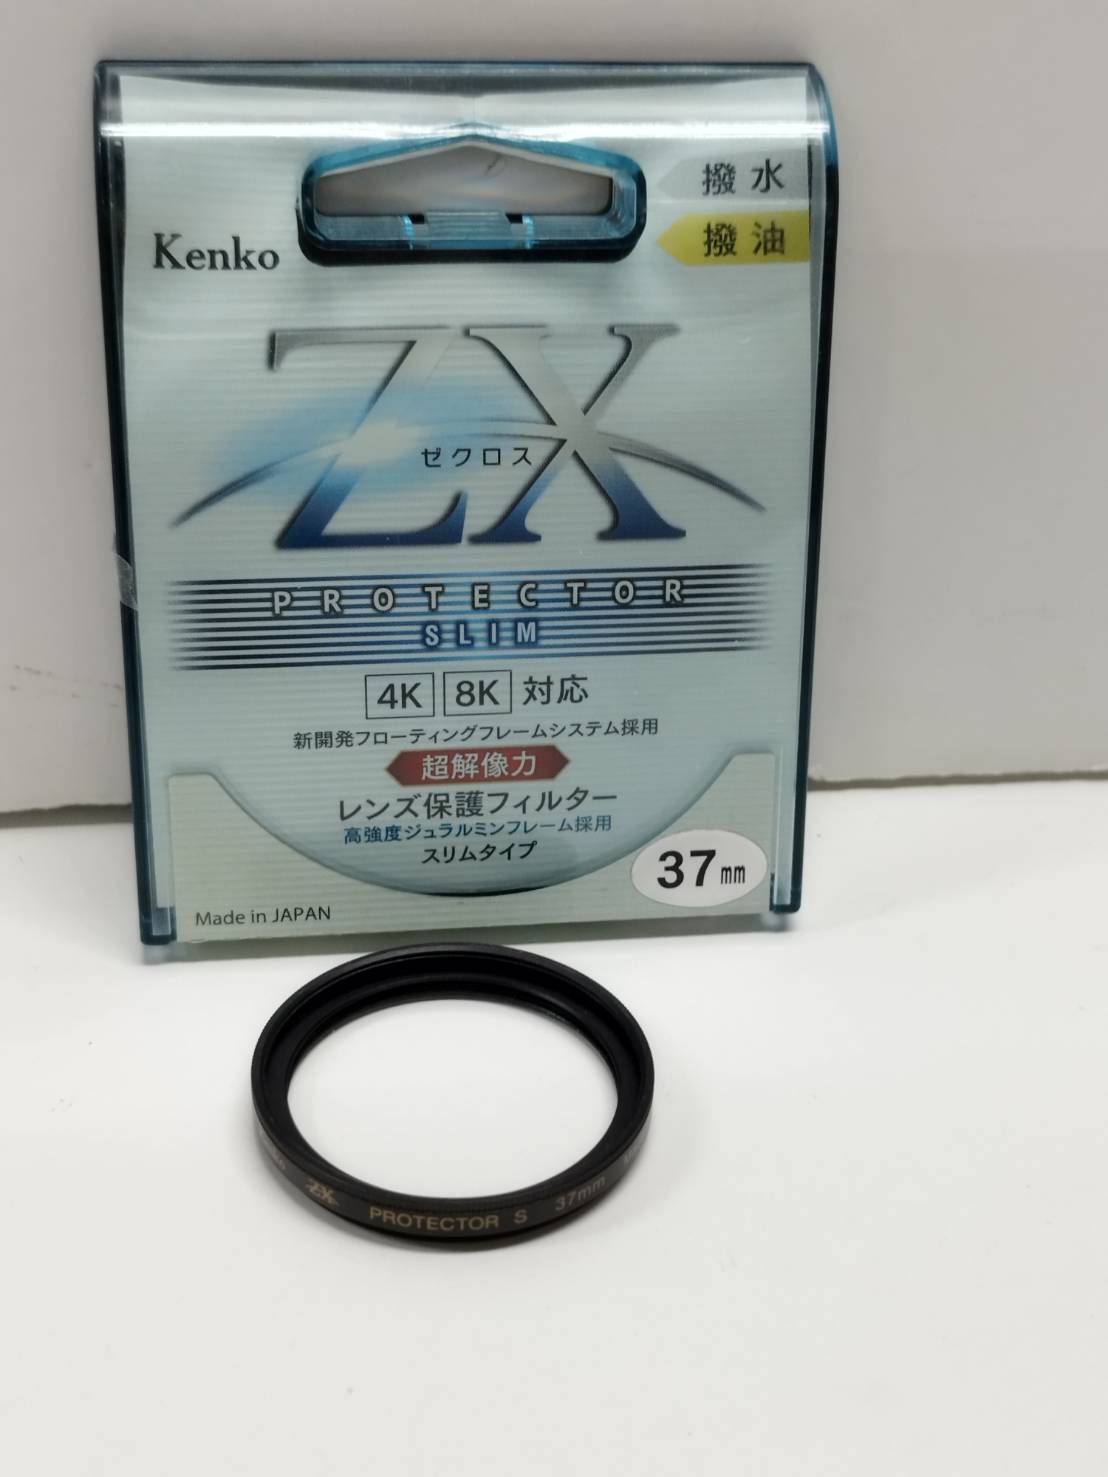 撥水
撥油
Kenko
ZX
ゼクロス
PROTECTOR
SLIM
4K 8K 対応
新開発フローティングフレームシステム採用
超解像力
レンズ保護フィルター
高強度ジュラルミンフレーム採用
スリムタイプ
37mm
Made in JAPAN
ZX PROTECTOR S 37mm